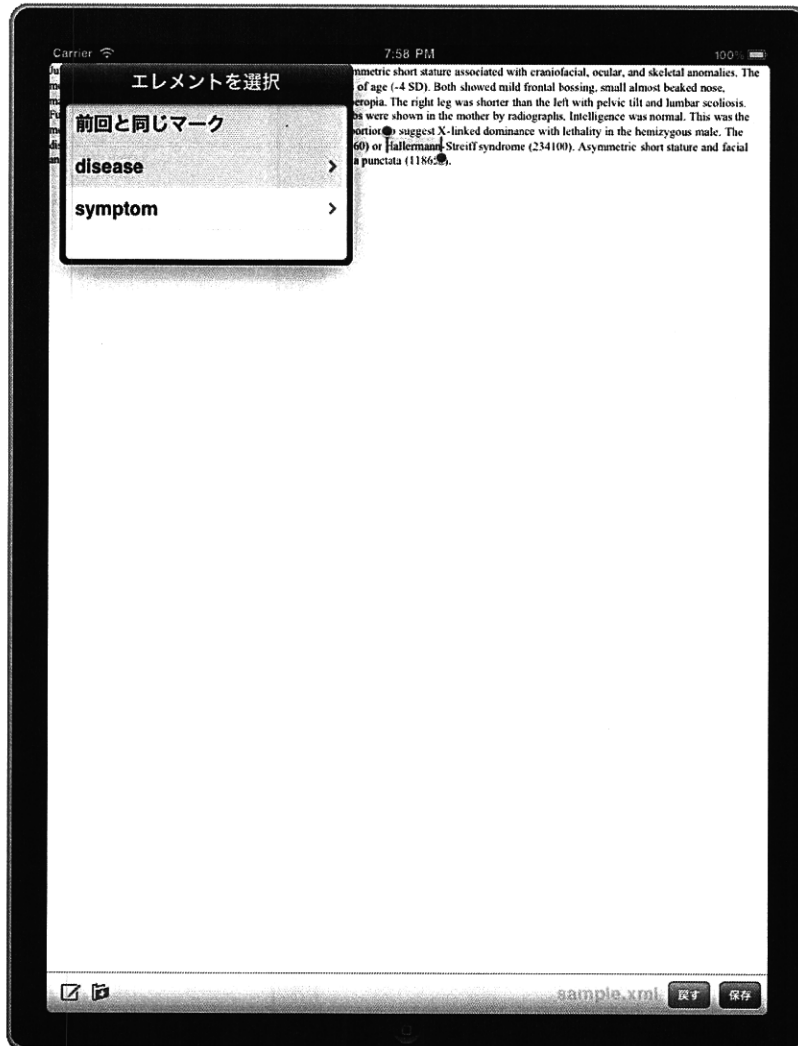 Carrier 7:58 PM 100%
エレメントを選択
前回と同じマーク
disease
symptom
mmetric short stature associated with craniofacial, ocular, and skeletal anomalies. The
of age (-4 SD). Both showed mild frontal bossing, small almost beaked nose,
eropia. The right leg was shorter than the left with pelvic tilt and lumbar scoliosis.
bs were shown in the mother by radiographs. Intelligence was normal. This was the
suggest X-linked dominance with lethality in the hemizygous male. The
60) or Hallermann-Streiff syndrome (234100). Asymmetric short stature and facial
a punctata (1186
sample.xml 戻す 保存